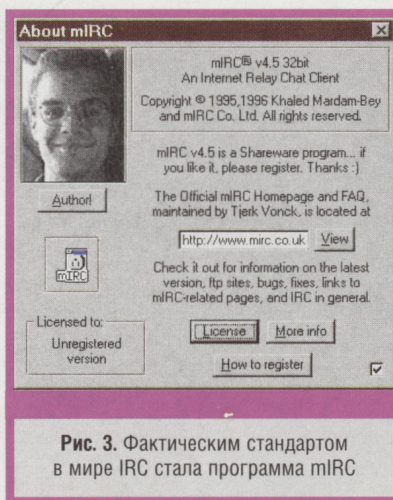 About mIRC
mIRC® v4.5 32bit
An Internet Relay Chat Client
Copyright © 1995,1996 Khaled Mardam-Bey
and mIRC Co. Ltd. All rights reserved.
mIRC v4.5 is a Shareware program... if
you like it, please register. Thanks :)
Author!
The Official mIRC Homepage and FAQ,
maintained by Tjerk Vonck, is located at
http://www.mirc.co.uk View
mIRC
Check it out for information on the latest
version, ftp sites, bugs, fixes, links to
mIRC-related pages, and IRC in general.
Licensed to:
Unregistered
version
License More info
How to register
Рис. 3. Фактическим стандартом
в мире IRC стала программа mIRC